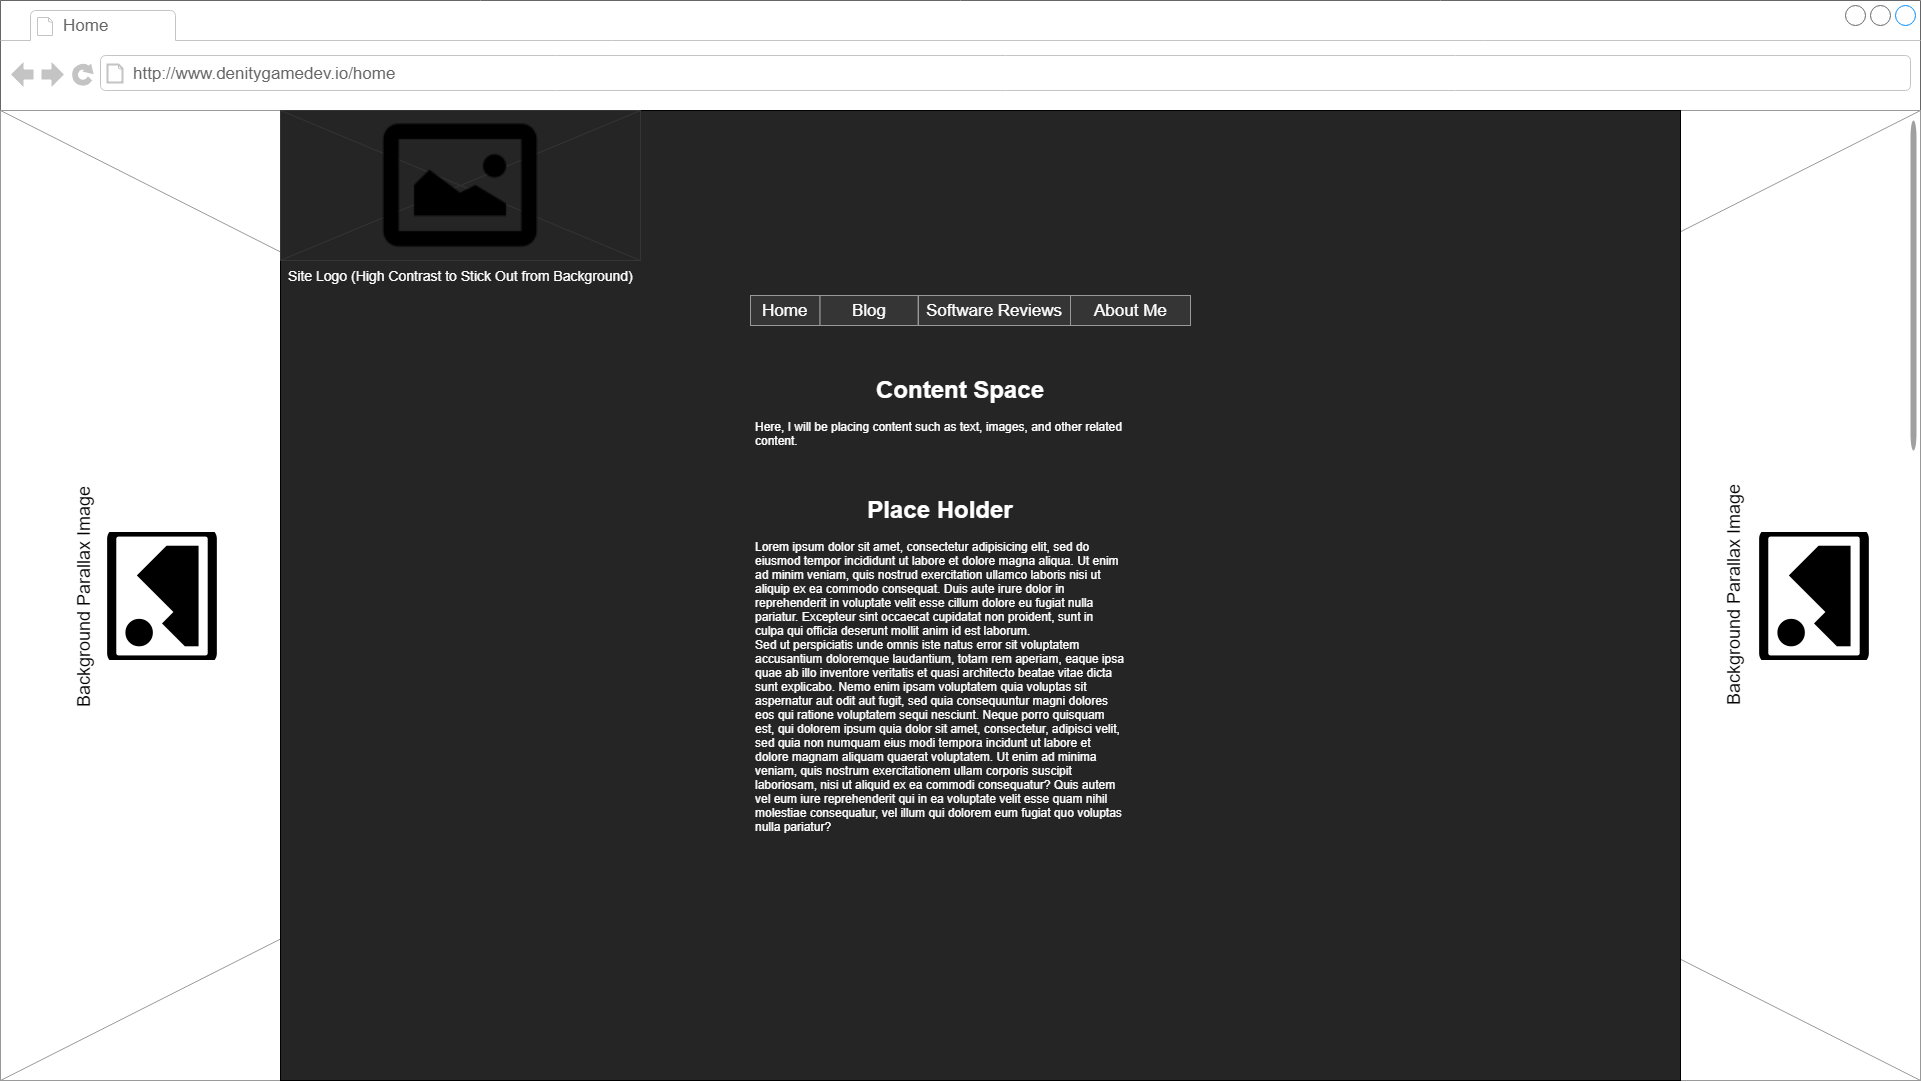 Home
http://www.denitygamedev.io/home
Site Logo (High Contrast to Stick Out from Background)
Home Blog Software Reviews About Me
Content Space
Here, I will be placing content such as text, images, and other related
content.
Background Parallax Image
Background Parallax Image
Place Holder
Lorem ipsum dolor sit amet, consectetur adipisicing elit, sed do
eiusmod tempor incididunt ut labore et dolore magna aliqua. Ut enim
ad minim veniam, quis nostrud exercitation ullamco laboris nisi ut
aliquip ex ea commodo consequat. Duis aute irure dolor in
reprehenderit in voluptate velit esse cillum dolore eu fugiat nulla
pariatur. Excepteur sint occaecat cupidatat non proident, sunt in
culpa qui officia deserunt mollit anim id est laborum.
Sed ut perspiciatis unde omnis iste natus error sit voluptatem
accusantium doloremque laudantium, totam rem aperiam, eaque ipsa
quae ab illo inventore veritatis et quasi architecto beatae vitae dicta
sunt explicabo. Nemo enim ipsam voluptatem quia voluptas sit
aspernatur aut odit aut fugit, sed quia consequuntur magni dolores
eos qui ratione voluptatem sequi nesciunt. Neque porro quisquam
est, qui dolorem ipsum quia dolor sit amet, consectetur, adipisci velit,
sed quia non numquam eius modi tempora incidunt ut labore et
dolore magnam aliquam quaerat voluptatem. Ut enim ad minima
veniam, quis nostrum exercitationem ullam corporis suscipit
laboriosam, nisi ut aliquid ex ea commodi consequatur? Quis autem
vel eum iure reprehenderit qui in ea voluptate velit esse quam nihil
molestiae consequatur, vel illum qui dolorem eum fugiat quo voluptas
nulla pariatur?